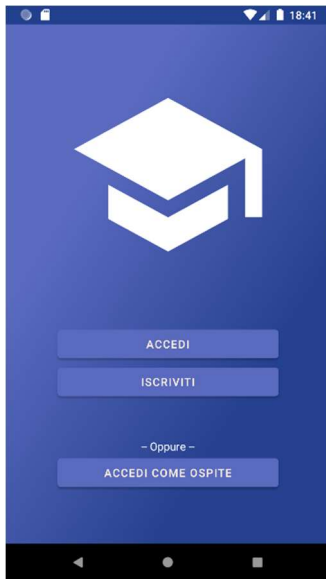 18:41
ACCEDI
ISCRIVITI
– Oppure –
ACCEDI COME OSPITE